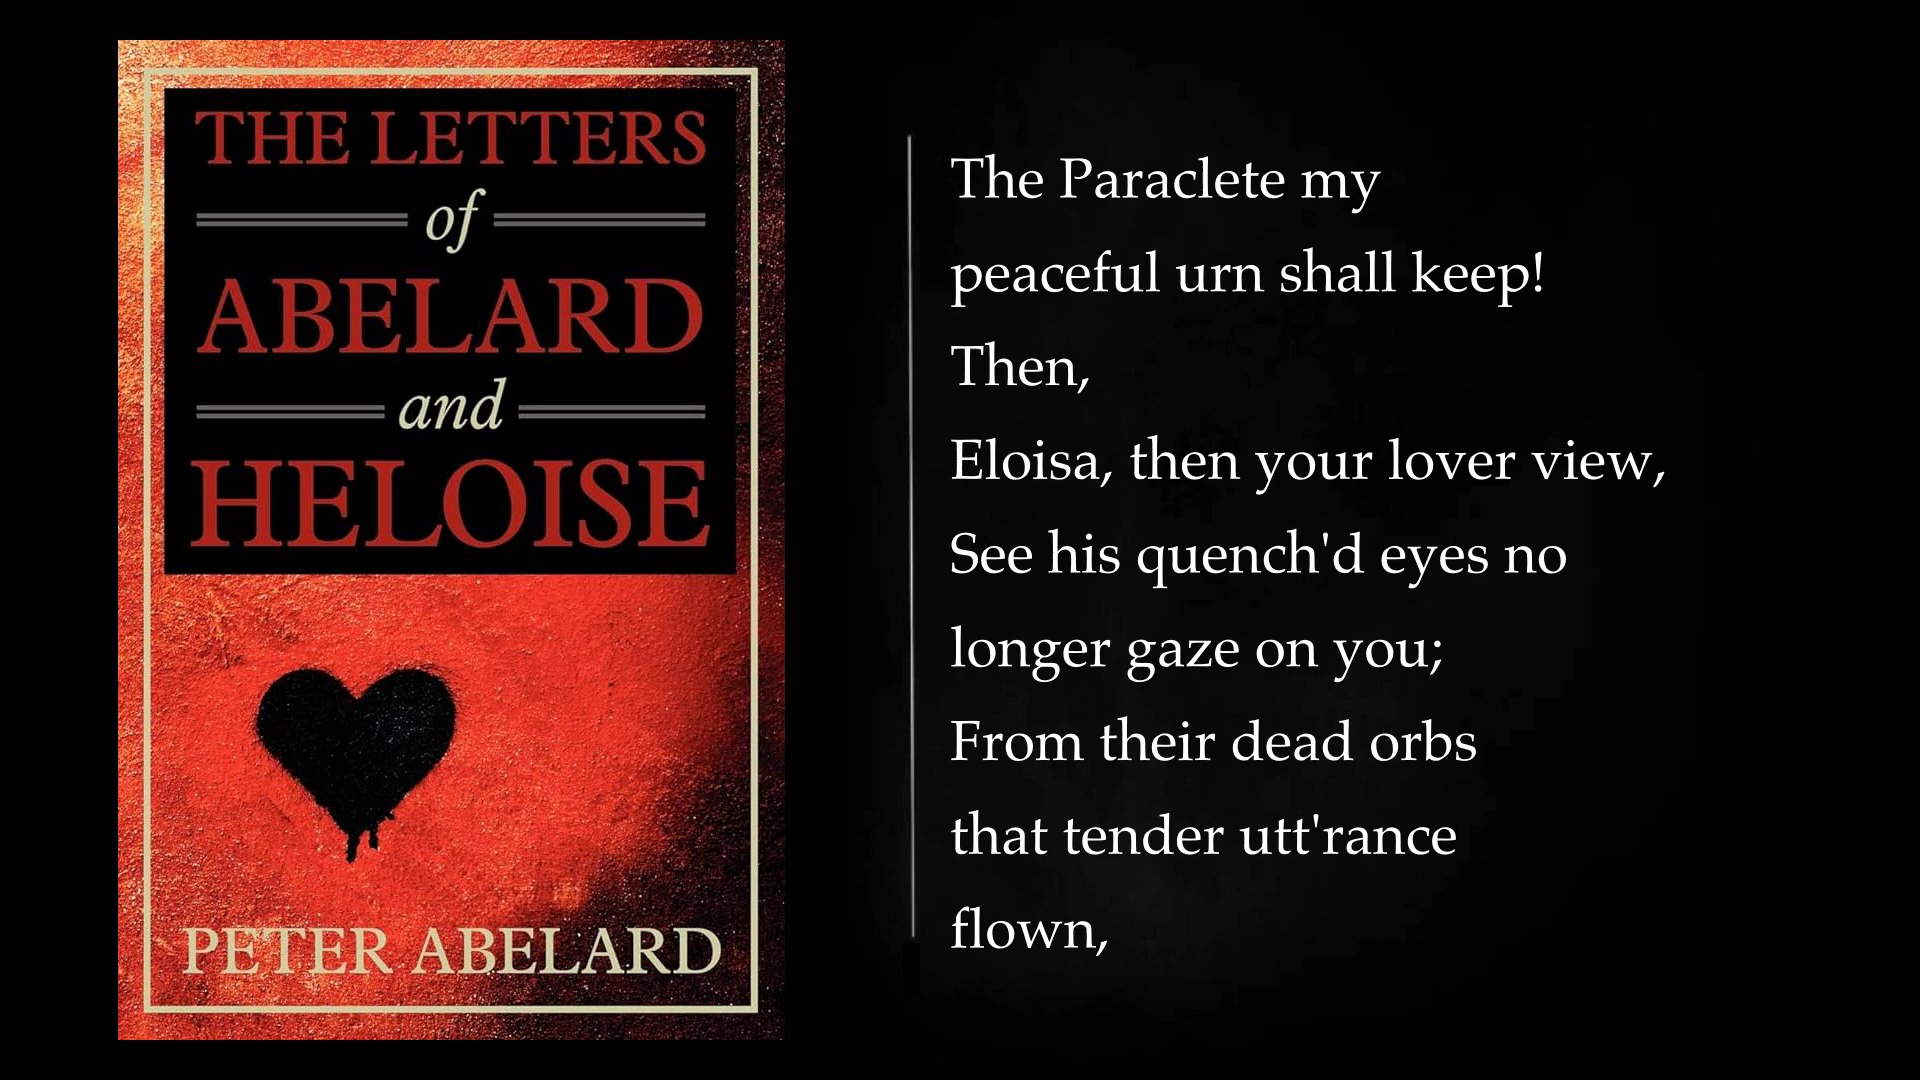 THE LETTERS
of
ABELARD
and
HELOISE
PETER ABELARD
The Paraclete my
peaceful urn shall keep!
Then,
Eloisa, then your lover view,
See his quench'd eyes no
longer gaze on you;
From their dead orbs
that tender utt'rance
flown,